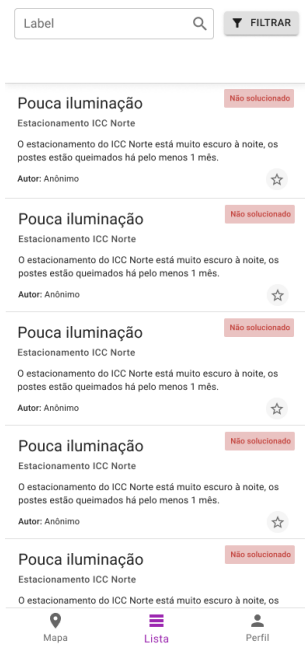 Label
FILTRAR
Pouca iluminação
Não solucionado
Estacionamento ICC Norte
O estacionamento do ICC Norte está muito escuro à noite, os
postes estão queimados há pelo menos 1 mês.
Autor: Anônimo
Pouca iluminação
Não solucionado
Estacionamento ICC Norte
O estacionamento do ICC Norte está muito escuro à noite, os
postes estão queimados há pelo menos 1 mês.
Autor: Anônimo
Pouca iluminação
Não solucionado
Estacionamento ICC Norte
O estacionamento do ICC Norte está muito escuro à noite, os
postes estão queimados há pelo menos 1 mês.
Autor: Anônimo
Pouca iluminação
Não solucionado
Estacionamento ICC Norte
O estacionamento do ICC Norte está muito escuro à noite, os
postes estão queimados há pelo menos 1 mês.
Autor: Anônimo
Pouca iluminação
Não solucionado
Estacionamento ICC Norte
O estacionamento do ICC Norte está muito escuro à noite, os
Mapa
Lista
Perfil